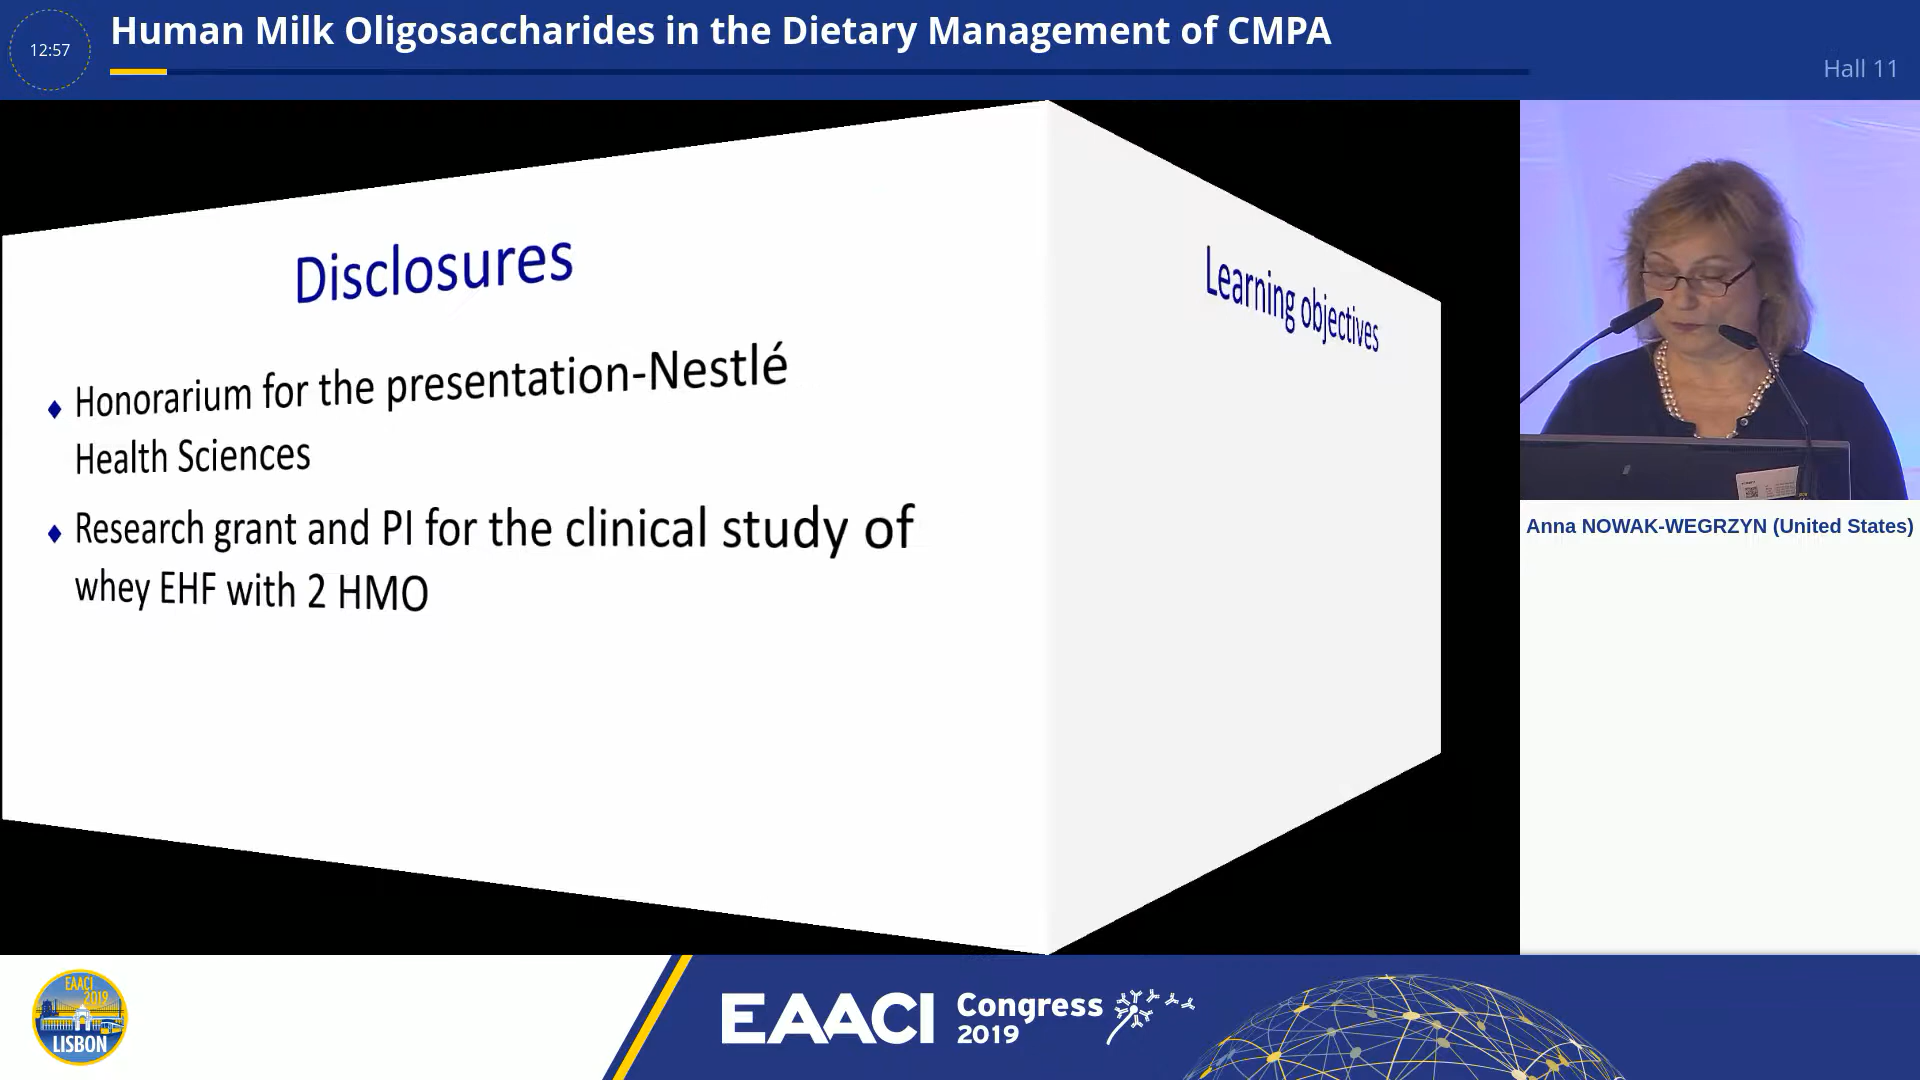 12:57
Human Milk Oligosaccharides in the Dietary Management of CMPA
Hall 11
Disclosures
Honorarium for the presentation-Nestlé
Health Sciences
Research grant and PI for the clinical study of
whey EHF with 2 HMO
Learning objectives
Anna NOWAK-WEGRZYN (United States)
EAACI
2019
LISBON
EAACI Congress
2019